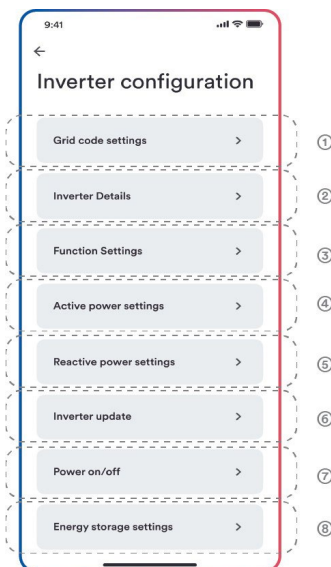 9:41
Inverter configuration
Grid code settings
①
Inverter Details
②
Function Settings
③
Active power settings
④
Reactive power settings
⑤
Inverter update
⑥
Power on/off
⑦
Energy storage settings
⑧